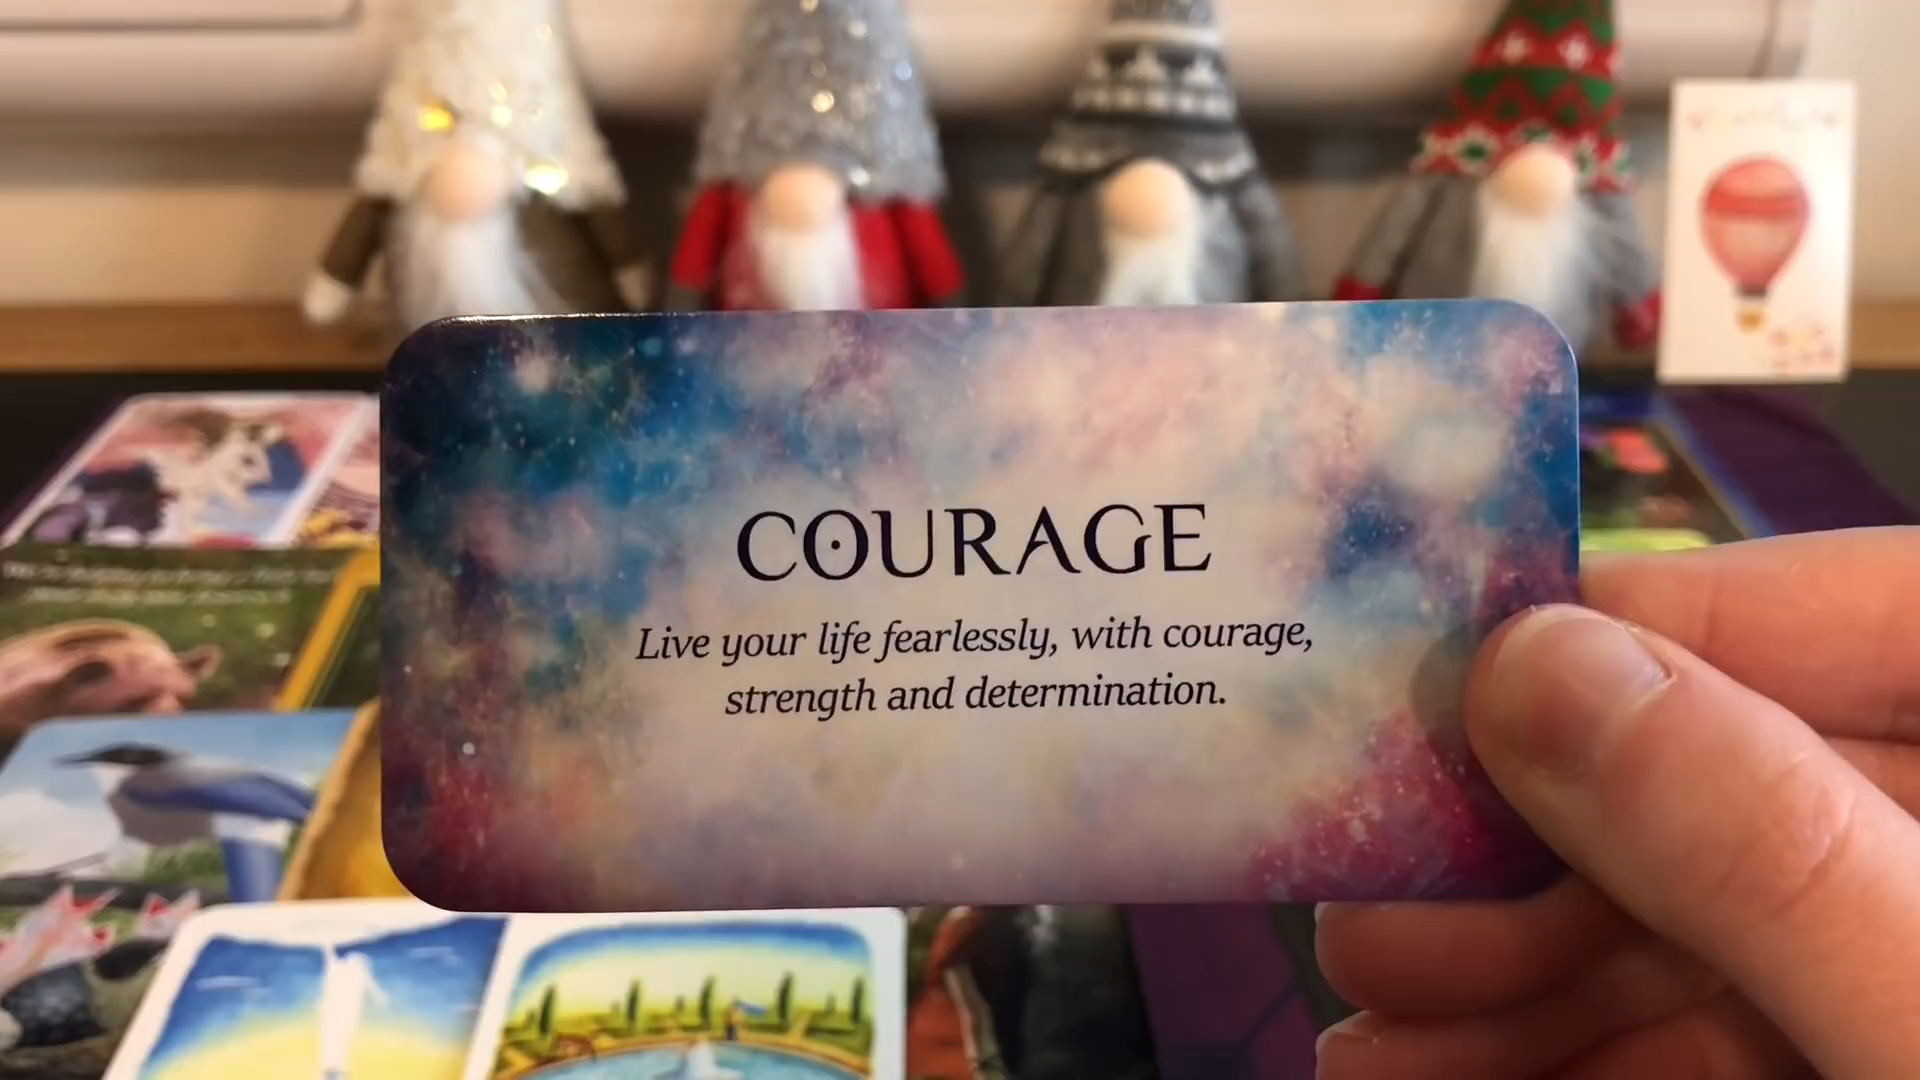 COURAGE
Live your life fearlessly, with courage,
strength and determination.